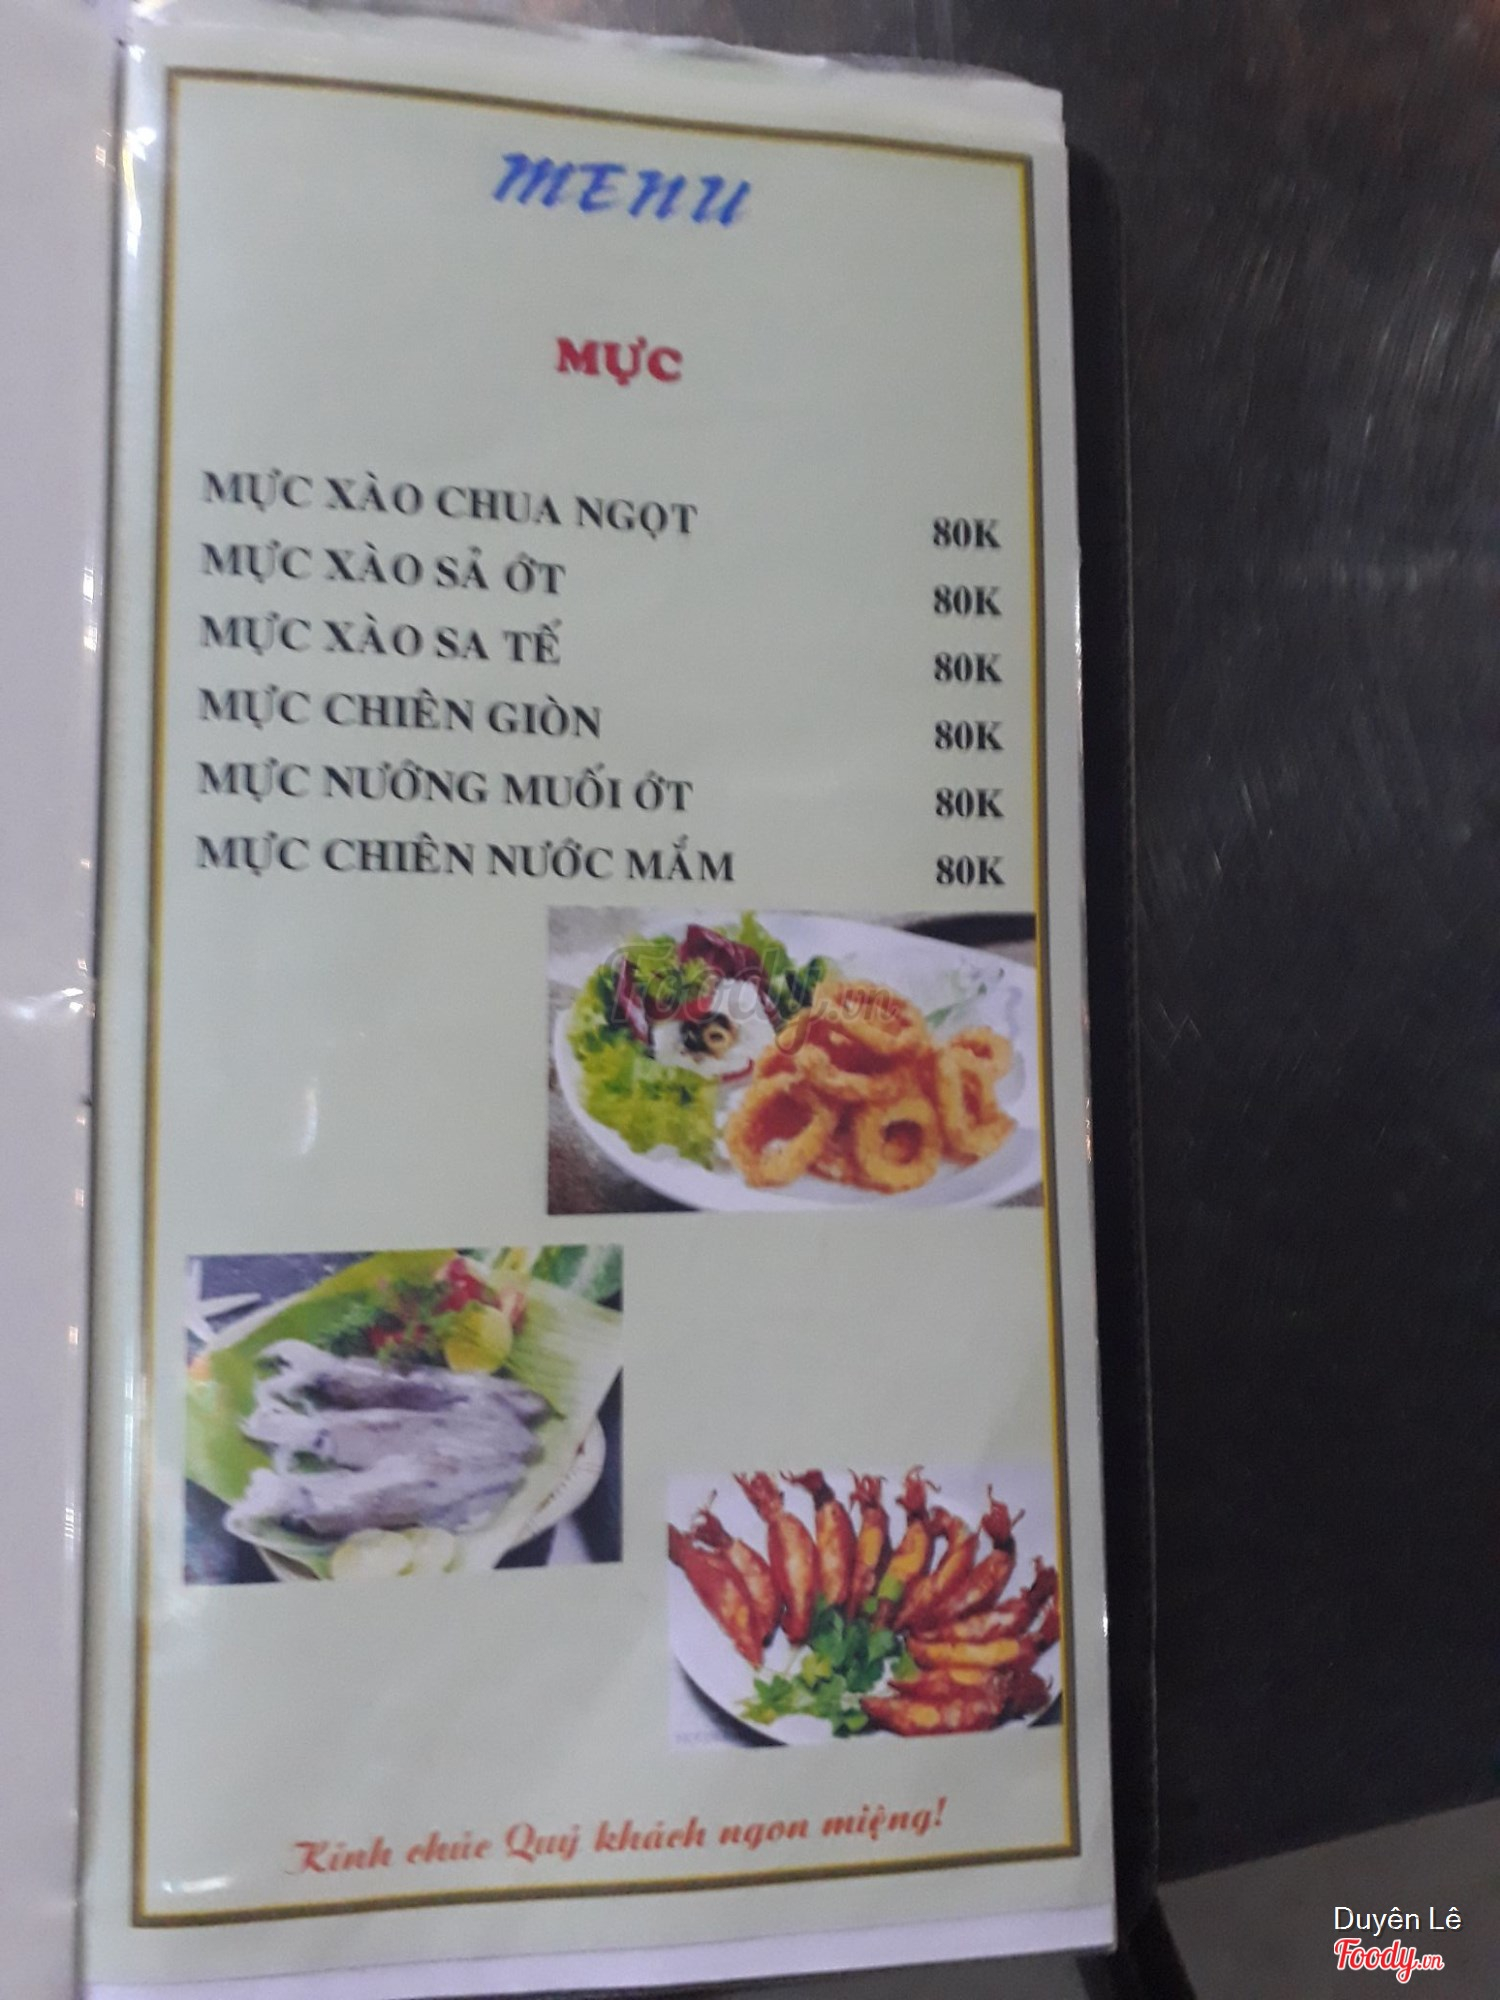 MENU
MỰC
MỰC XÀO CHUA NGỌT 80K
MỰC XÀO SẢ ỚT 80K
MỰC XÀO SA TẾ 80K
MỰC CHIÊN GIÒN 80K
MỰC NƯỚNG MUỐI ỚT 80K
MỰC CHIÊN NƯỚC MẮM 80K
Foody.vn
Kính chúc Quý khách ngon miệng!
Duyên Lê
Foody.vn